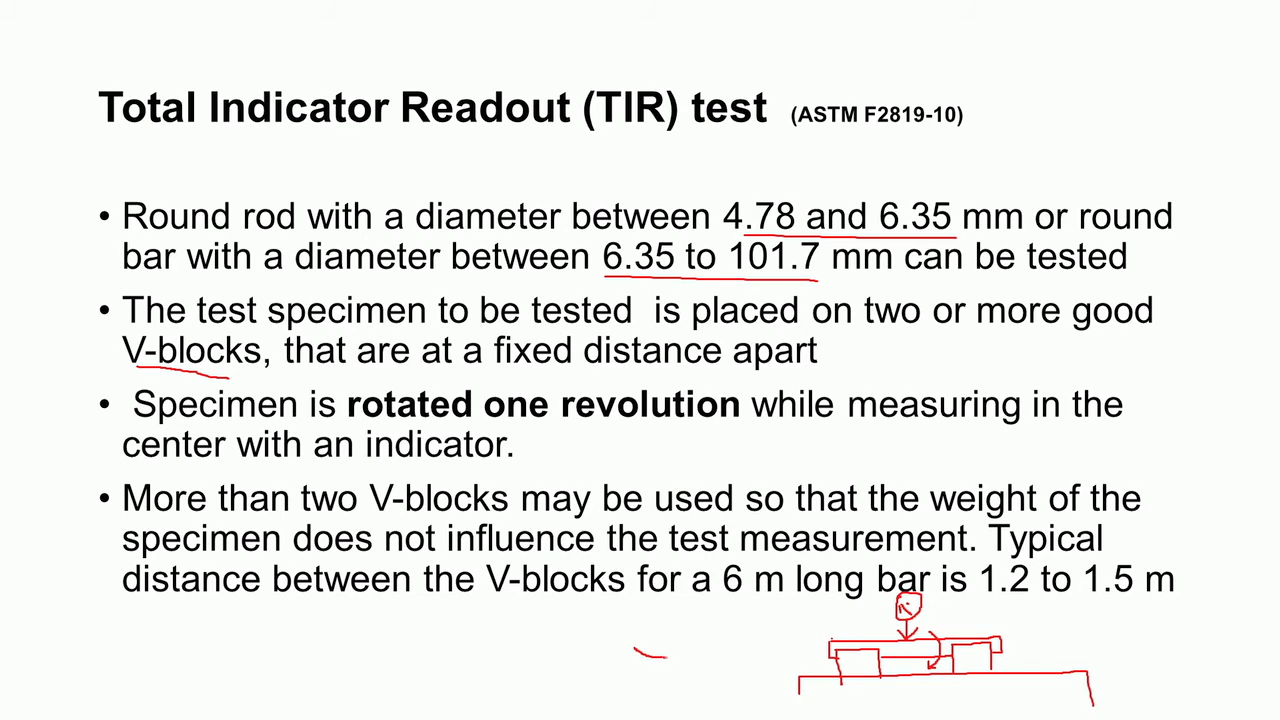 Total Indicator Readout (TIR) test (ASTM F2819-10)
• Round rod with a diameter between 4.78 and 6.35 mm or round
bar with a diameter between 6.35 to 101.7 mm can be tested
• The test specimen to be tested is placed on two or more good
V-blocks, that are at a fixed distance apart
• Specimen is rotated one revolution while measuring in the
center with an indicator.
• More than two V-blocks may be used so that the weight of the
specimen does not influence the test measurement. Typical
distance between the V-blocks for a 6 m long bar is 1.2 to 1.5 m